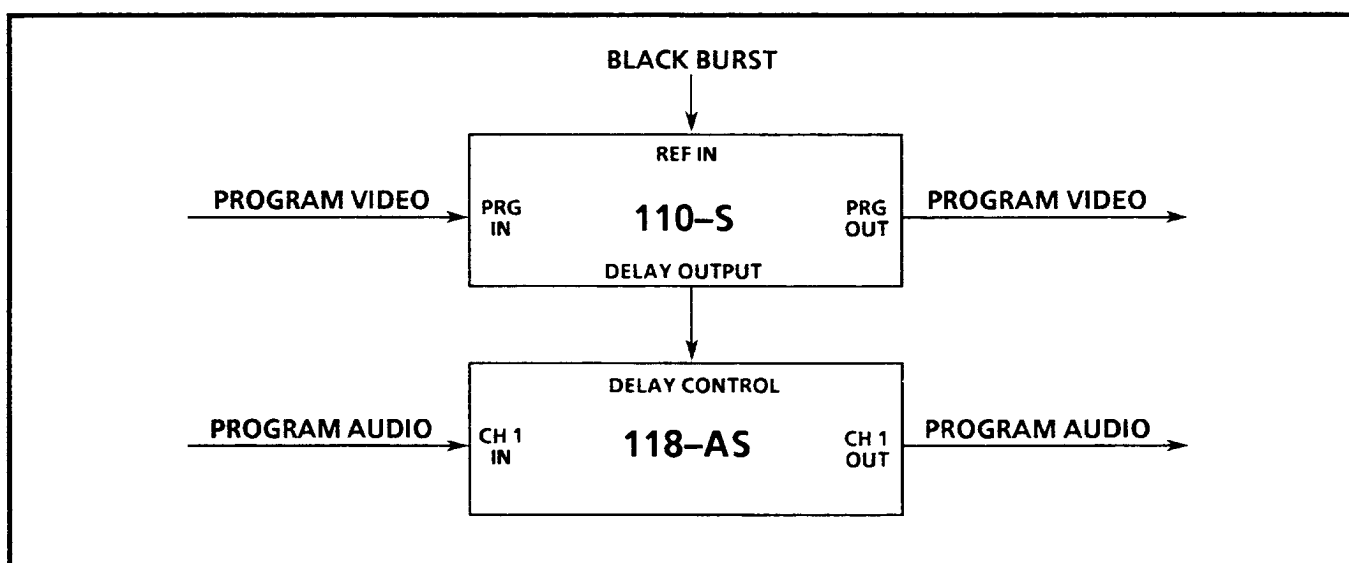 BLACK BURST
REF IN
PROGRAM VIDEO
PRG
IN
110–S
PRG
OUT
PROGRAM VIDEO
DELAY OUTPUT
DELAY CONTROL
PROGRAM AUDIO
CH 1
IN
118–AS
CH 1
OUT
PROGRAM AUDIO